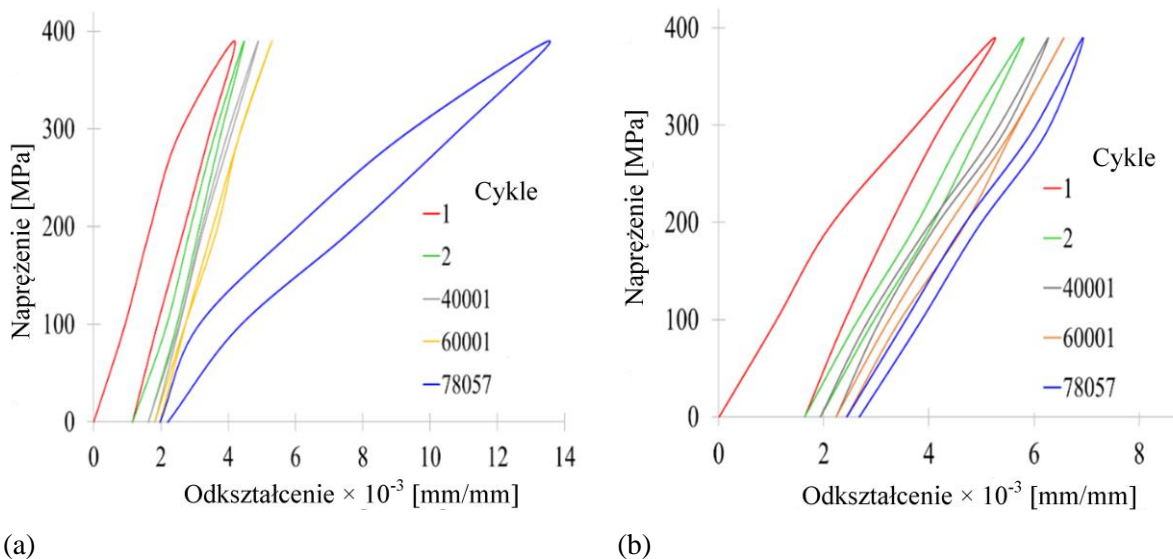 400
300
200
100
0
Naprężenie [MPa]
0 2 4 6 8 10 12 14
Odkształcenie × 10⁻³ [mm/mm]
Cykle
1
2
40001
60001
78057
(a)
400
300
200
100
0
Naprężenie [MPa]
0 2 4 6 8
Odkształcenie × 10⁻³ [mm/mm]
Cykle
1
2
40001
60001
78057
(b)